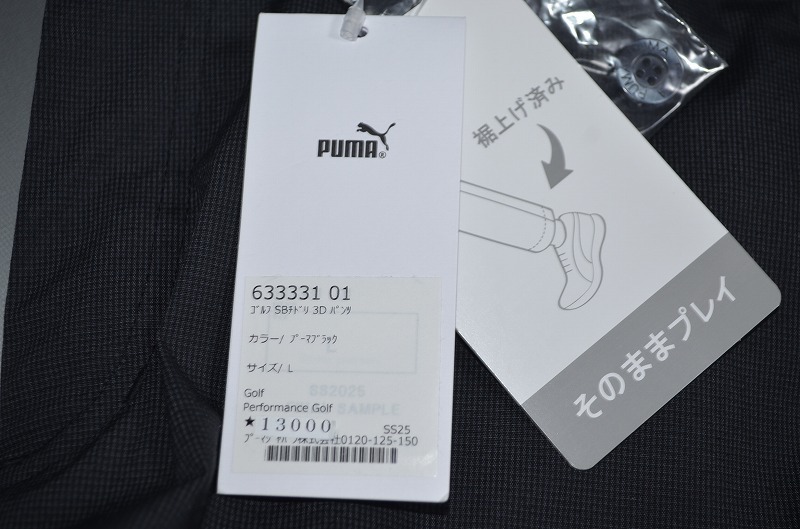 PUMA
633331 01
ｺﾞﾙﾌ SBﾁﾄﾞﾘ 3D ﾊﾟﾝﾂ
カラー/ ﾌﾟｰﾏﾌﾞﾗｯｸ
サイズ/ L
SS2025
SAMPLE
Golf
Performance Golf
★13000
SS25
0120-125-150
裾上げ済み
そのままプレイ